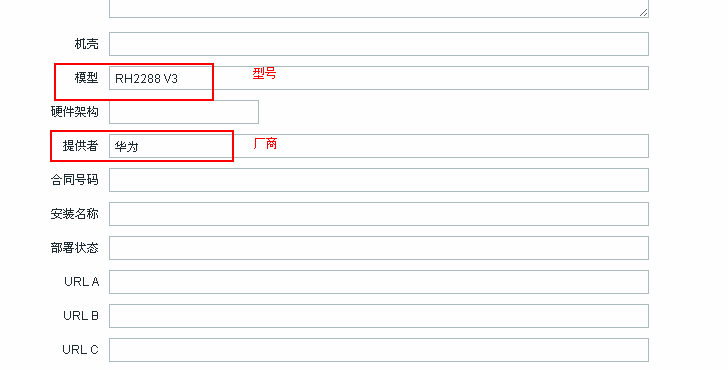 机壳
模型 RH2288 V3 型号
硬件架构
提供者 华为 厂商
合同号码
安装名称
部署状态
URL A
URL B
URL C